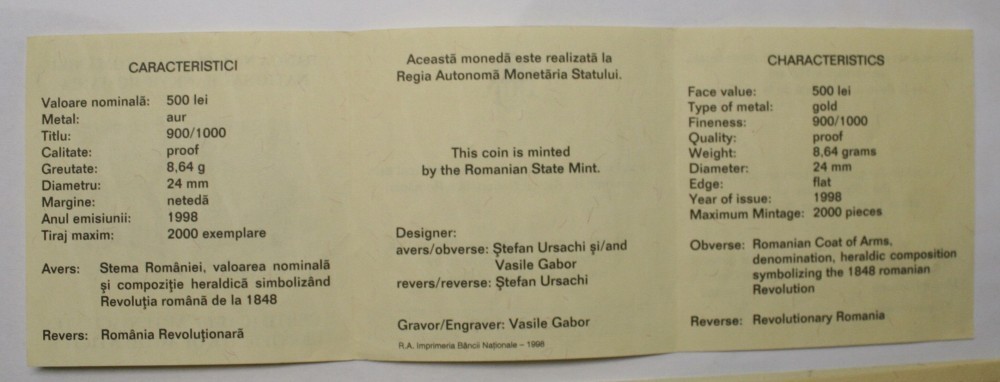 CARACTERISTICI
Valoare nominală: 500 lei
Metal: aur
Titlu: 900/1000
Calitate: proof
Greutate: 8,64 g
Diametru: 24 mm
Margine: netedă
Anul emisiunii: 1998
Tiraj maxim: 2000 exemplare
Avers: Stema României, valoarea nominală
și compoziție heraldică simbolizând
Revoluția română de la 1848
Revers: România Revoluționară
Această monedă este realizată la
Regia Autonomă Monetăria Statului.
This coin is minted
by the Romanian State Mint.
Designer:
avers/obverse: Ștefan Ursachi și/and
Vasile Gabor
revers/reverse: Ștefan Ursachi
Gravor/Engraver: Vasile Gabor
R.A. Imprimeria Băncii Naționale – 1998
CHARACTERISTICS
Face value: 500 lei
Type of metal: gold
Fineness: 900/1000
Quality: proof
Weight: 8,64 grams
Diameter: 24 mm
Edge: flat
Year of issue: 1998
Maximum Mintage: 2000 pieces
Obverse: Romanian Coat of Arms,
denomination, heraldic composition
symbolizing the 1848 romanian
Revolution
Reverse: Revolutionary Romania